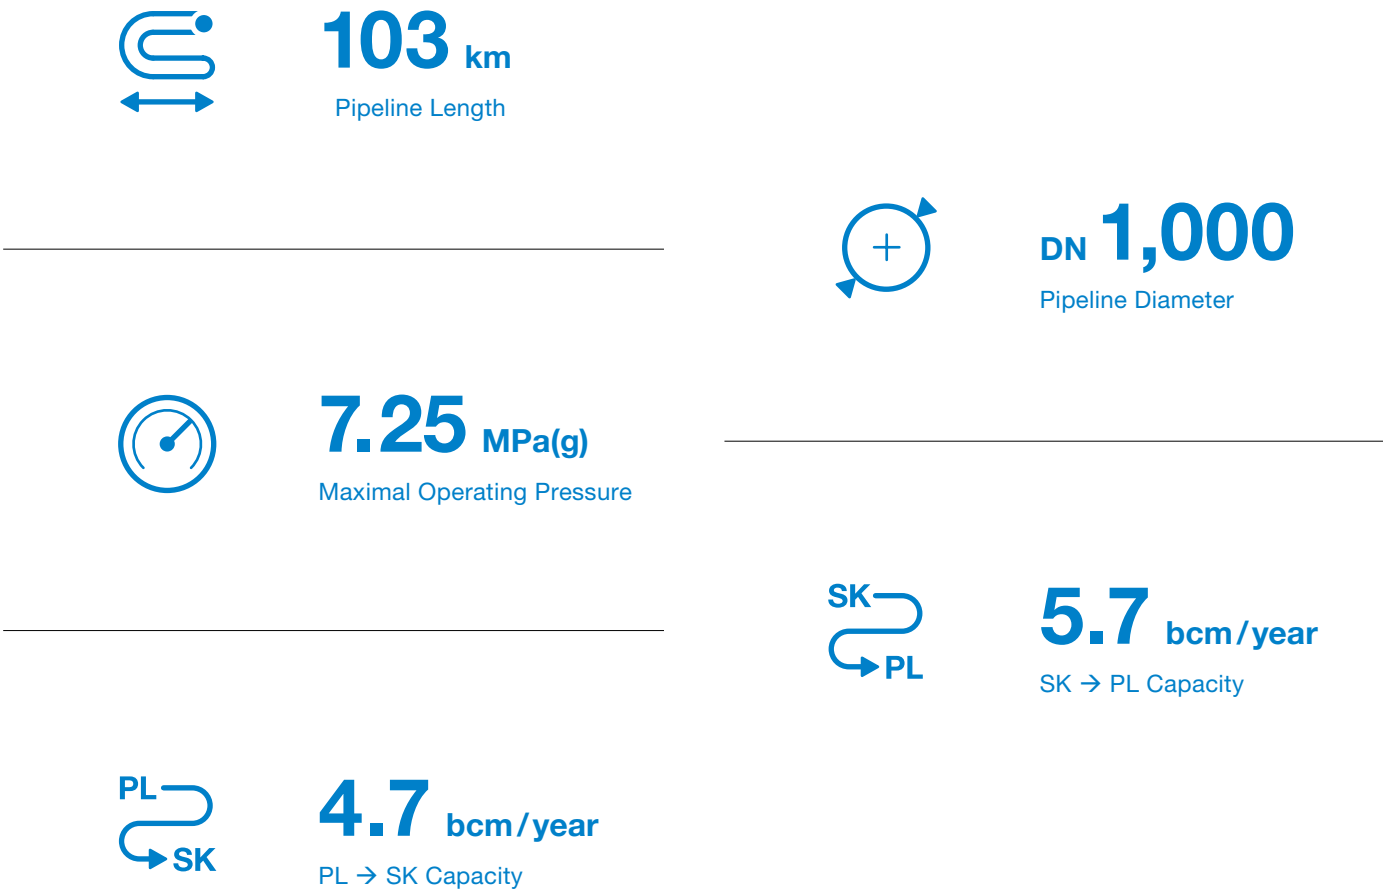 103 km
Pipeline Length
DN 1,000
Pipeline Diameter
7.25 MPa(g)
Maximal Operating Pressure
SK
PL
5.7 bcm/year
SK → PL Capacity
PL
SK
4.7 bcm/year
PL → SK Capacity